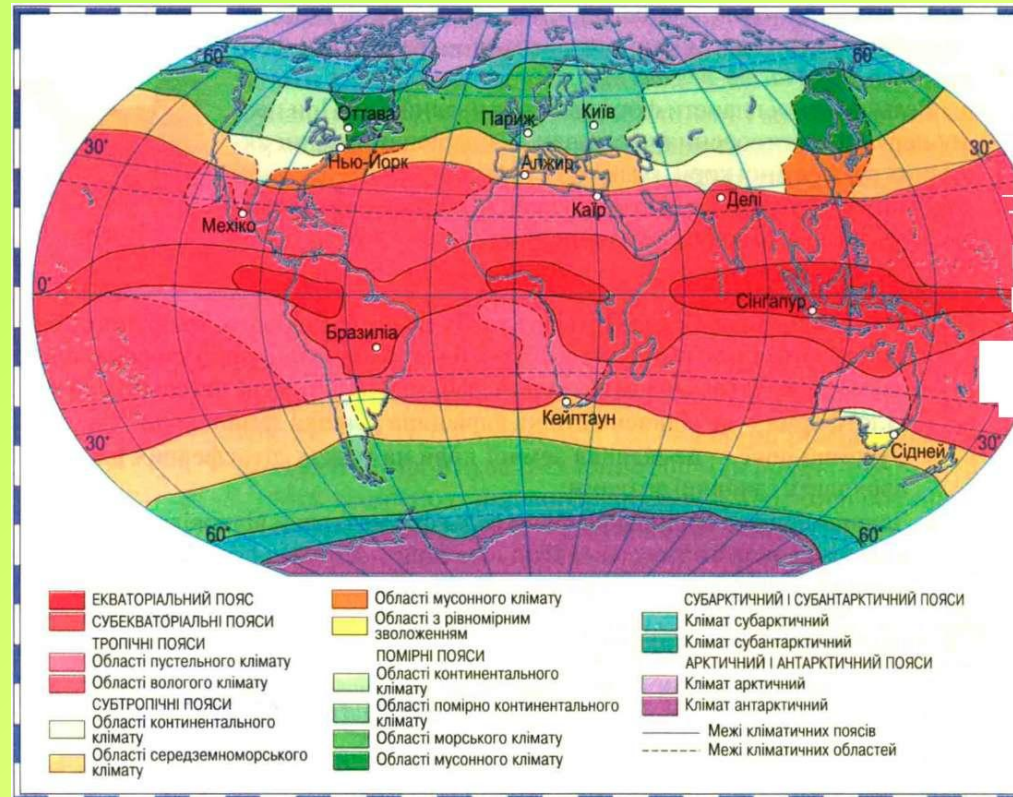 60°
60°
Оттава
Париж
Київ
30°
Нью-Йорк
Алжир
30°
Мехіко
Каїр
Делі
0°
Сінґапур
Бразиліа
Кейптаун
Сідней
30°
30°
60°
60°
ЕКВАТОРІАЛЬНИЙ ПОЯС
СУБЕКВАТОРІАЛЬНІ ПОЯСИ
ТРОПІЧНІ ПОЯСИ
Області пустельного клімату
Області вологого клімату
СУБТРОПІЧНІ ПОЯСИ
Області континентального
клімату
Області середземноморського
клімату
Області мусонного клімату
Області з рівномірним
зволоженням
ПОМІРНІ ПОЯСИ
Області континентального
клімату
Області помірно континентального
клімату
Області морського клімату
Області мусонного клімату
СУБАРКТИЧНИЙ І СУБАНТАРКТИЧНИЙ ПОЯСИ
Клімат субарктичний
Клімат субантарктичний
АРКТИЧНИЙ І АНТАРКТИЧНИЙ ПОЯСИ
Клімат арктичний
Клімат антарктичний
Межі кліматичних поясів
Межі кліматичних областей